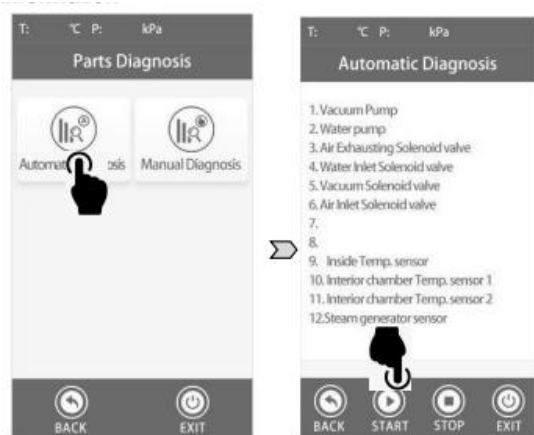 T: ℃ P: kPa
Parts Diagnosis
Manual Diagnosis
BACK
EXIT
T: ℃ P: kPa
Automatic Diagnosis
1. Vacuum Pump
2. Water pump
3. Air Exhausting Solenoid valve
4. Water Inlet Solenoid valve
5. Vacuum Solenoid valve
6. Air Inlet Solenoid valve
7.
8.
9. Inside Temp. sensor
10. Interior chamber Temp. sensor 1
11. Interior chamber Temp. sensor 2
12.Steam generator sensor
BACK
START
STOP
EXIT